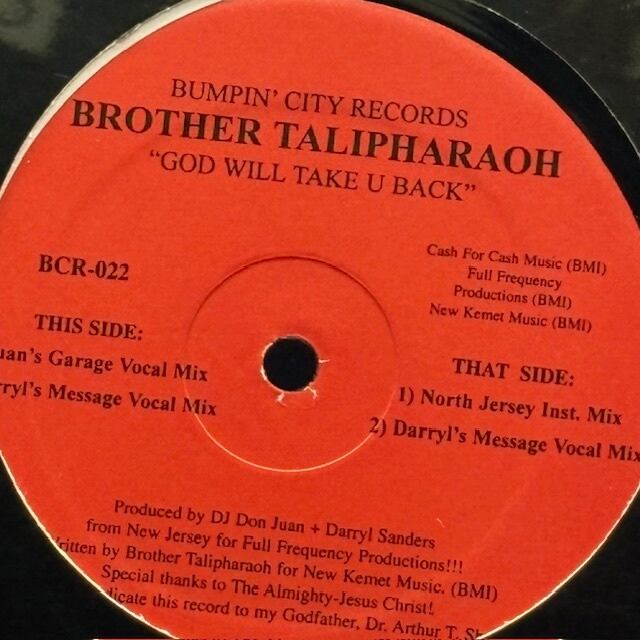 BUMPIN' CITY RECORDS
BROTHER TALIPHARAOH
"GOD WILL TAKE U BACK"
BCR-022
Cash For Cash Music (BMI)
Full Frequency
Productions (BMI)
New Kemet Music (BMI)
THIS SIDE:
Garage Vocal Mix
Message Vocal Mix
THAT SIDE:
1) North Jersey Inst. Mix
2) Darryl's Message Vocal Mix
Produced by DJ Don Juan + Darryl Sanders
from New Jersey for Full Frequency Productions!!!
by Brother Talipharaoh for New Kemet Music. (BMI)
Special thanks to The Almighty-Jesus Christ!
this record to my Godfather, Dr. Arthur T.